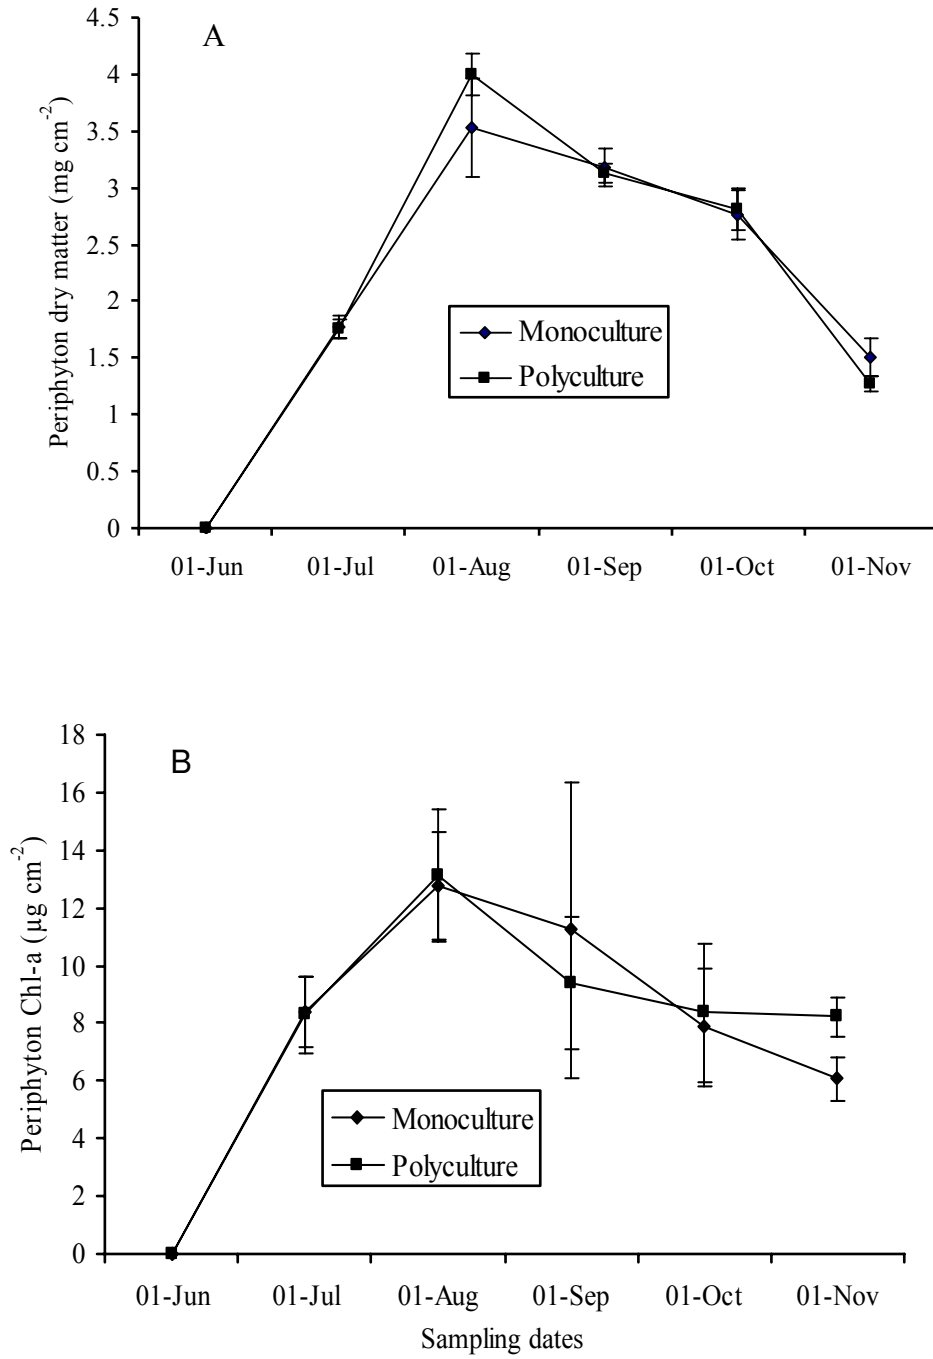 A
Periphyton dry matter (mg cm-2)
4.5
4
3.5
3
2.5
2
1.5
1
0.5
0
Monoculture
Polyculture
01-Jun 01-Jul 01-Aug 01-Sep 01-Oct 01-Nov
B
Periphyton Chl-a (µg cm-2)
18
16
14
12
10
8
6
4
2
0
Monoculture
Polyculture
01-Jun 01-Jul 01-Aug 01-Sep 01-Oct 01-Nov
Sampling dates